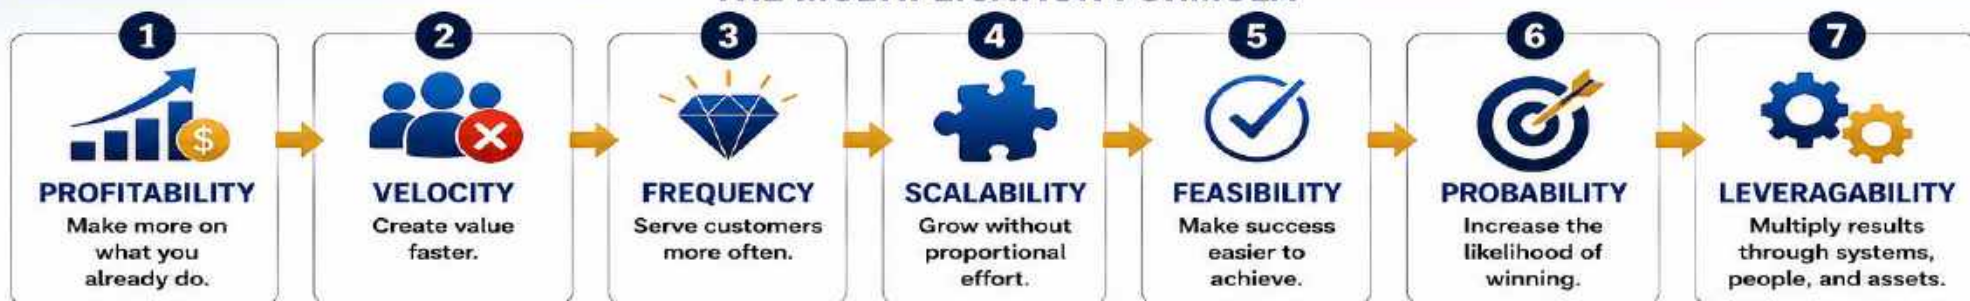 1
PROFITABILITY
Make more on
what you
already do.
2
VELOCITY
Create value
faster.
3
FREQUENCY
Serve customers
more often.
4
SCALABILITY
Grow without
proportional
effort.
5
FEASIBILITY
Make success
easier to
achieve.
6
PROBABILITY
Increase the
likelihood of
winning.
7
LEVERAGABILITY
Multiply results
through systems,
people, and assets.